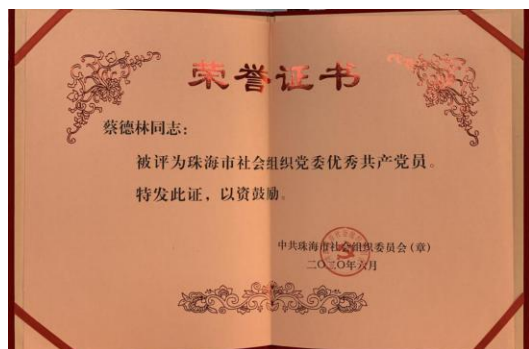 荣誉证书
蔡德林同志：
被评为珠海市社会组织党委优秀共产党员。
特发此证，以资鼓励。
中共珠海市社会组织委员会(章)
二〇二〇年六月